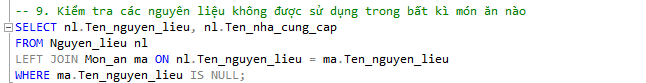 -- 9. Kiểm tra các nguyên liệu không được sử dụng trong bất kì món ăn nào
SELECT nl.Ten_nguyen_lieu, nl.Ten_nha_cung_cap
FROM Nguyen_lieu nl
LEFT JOIN Mon_an ma ON nl.Ten_nguyen_lieu = ma.Ten_nguyen_lieu
WHERE ma.Ten_nguyen_lieu IS NULL;